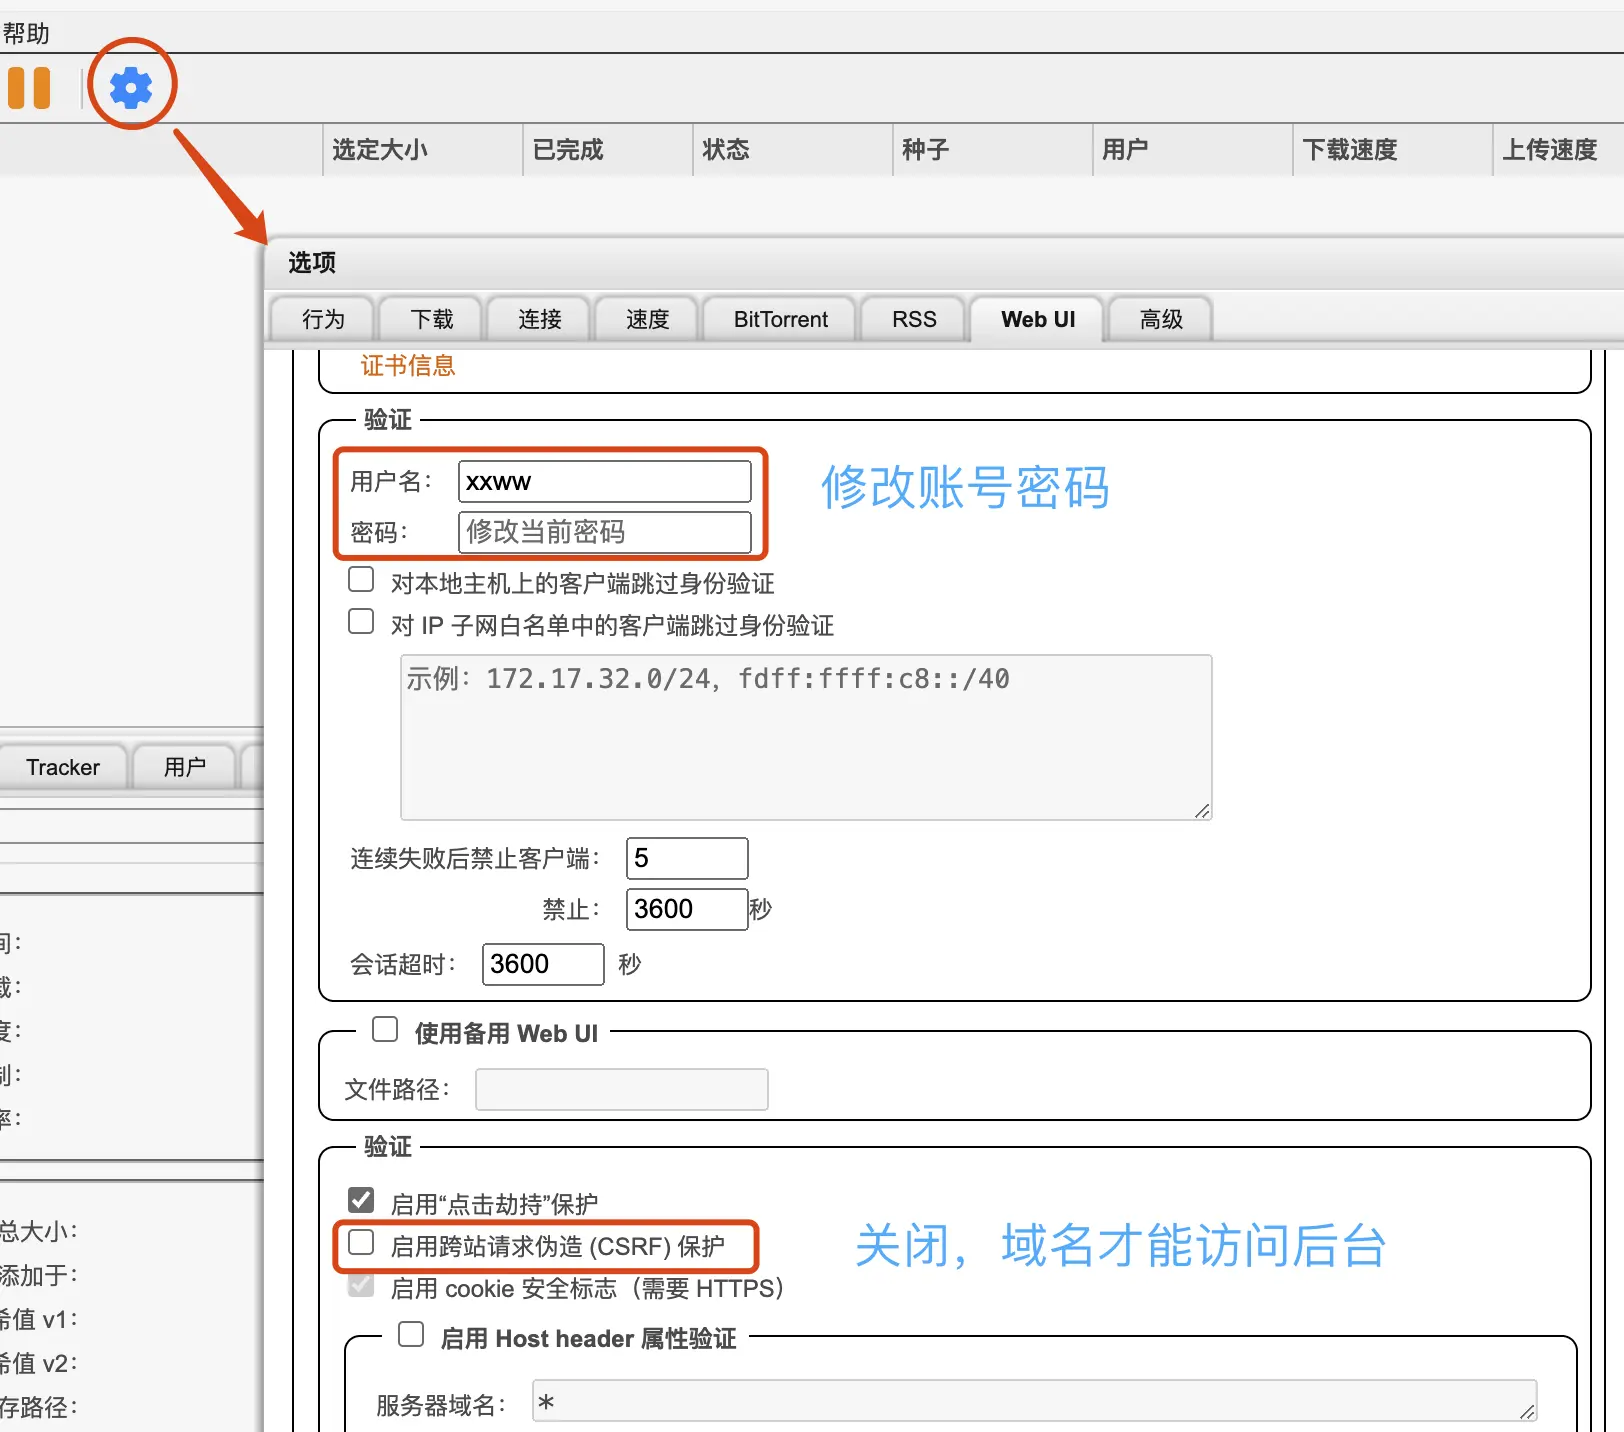 帮助
选定大小 已完成 状态 种子 用户 下载速度 上传速度
选项
行为 下载 连接 速度 BitTorrent RSS Web UI 高级
证书信息
验证
用户名： xxww
修改账号密码
密码： 修改当前密码
对本地主机上的客户端跳过身份验证
对 IP 子网白名单中的客户端跳过身份验证
示例：172.17.32.0/24, fdff:ffff:c8::/40
Tracker 用户
连续失败后禁止客户端： 5
禁止： 3600 秒
会话超时： 3600 秒
间：
度：
制：
率：
使用备用 Web UI
文件路径：
验证
启用“点击劫持”保护
启用跨站请求伪造 (CSRF) 保护
关闭，域名才能访问后台
启用 cookie 安全标志（需要 HTTPS）
启用 Host header 属性验证
服务器域名： *
总大小：
添加于：
希值 v1：
希值 v2：
存路径：